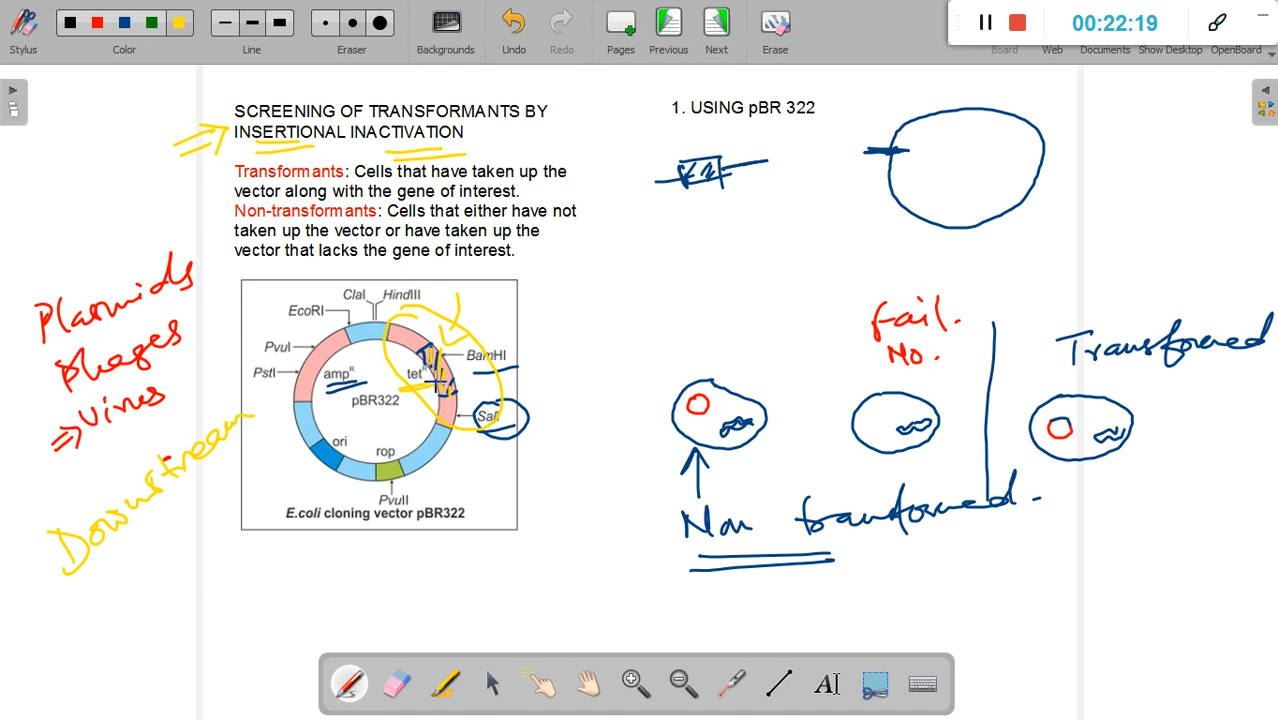 00:22:19
Stylus
Color
Line
Eraser
Backgrounds
Undo
Redo
Pages
Previous
Next
Erase
Board
Web
Documents
Show Desktop
OpenBoard
SCREENING OF TRANSFORMANTS BY
INSERTIONAL INACTIVATION
Transformants: Cells that have taken up the
vector along with the gene of interest.
Non-transformants: Cells that either have not
taken up the vector or have taken up the
vector that lacks the gene of interest.
ClaI
HindIII
EcoRI
PvuI
BamHI
PstI
ampR
tetR
pBR322
SalI
ori
rop
PvuII
E.coli cloning vector pBR322
Plasmids
Phages
Downstream
1. USING pBR 322
Fail.
No.
Transformed
Non transformed.
AI